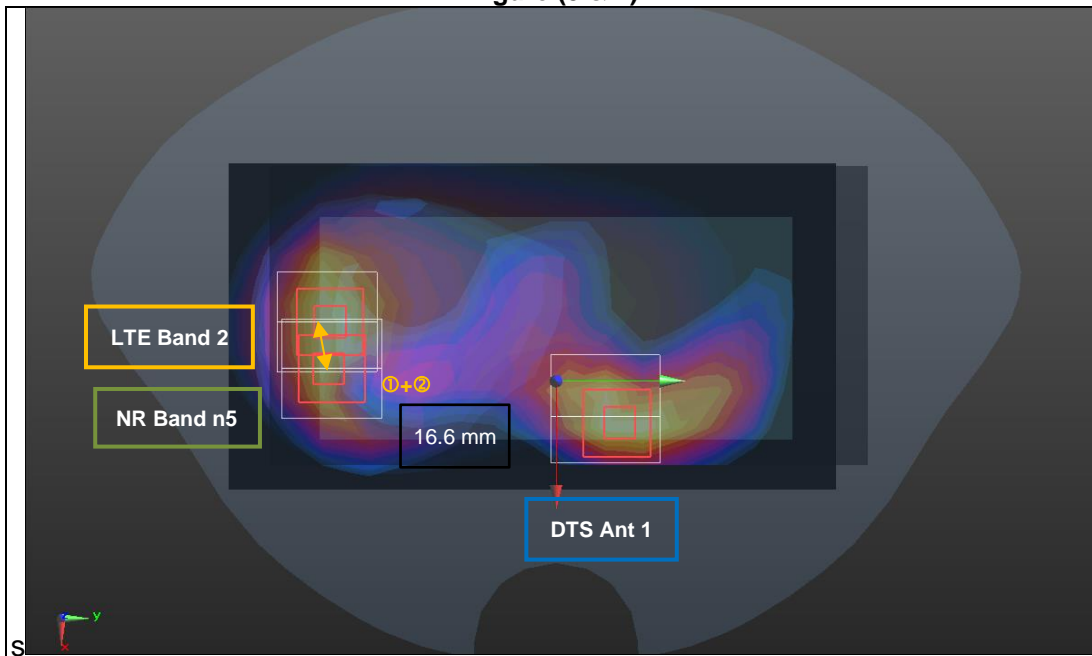 LTE Band 2
NR Band n5
①+②
16.6 mm
DTS Ant 1
y
x
S